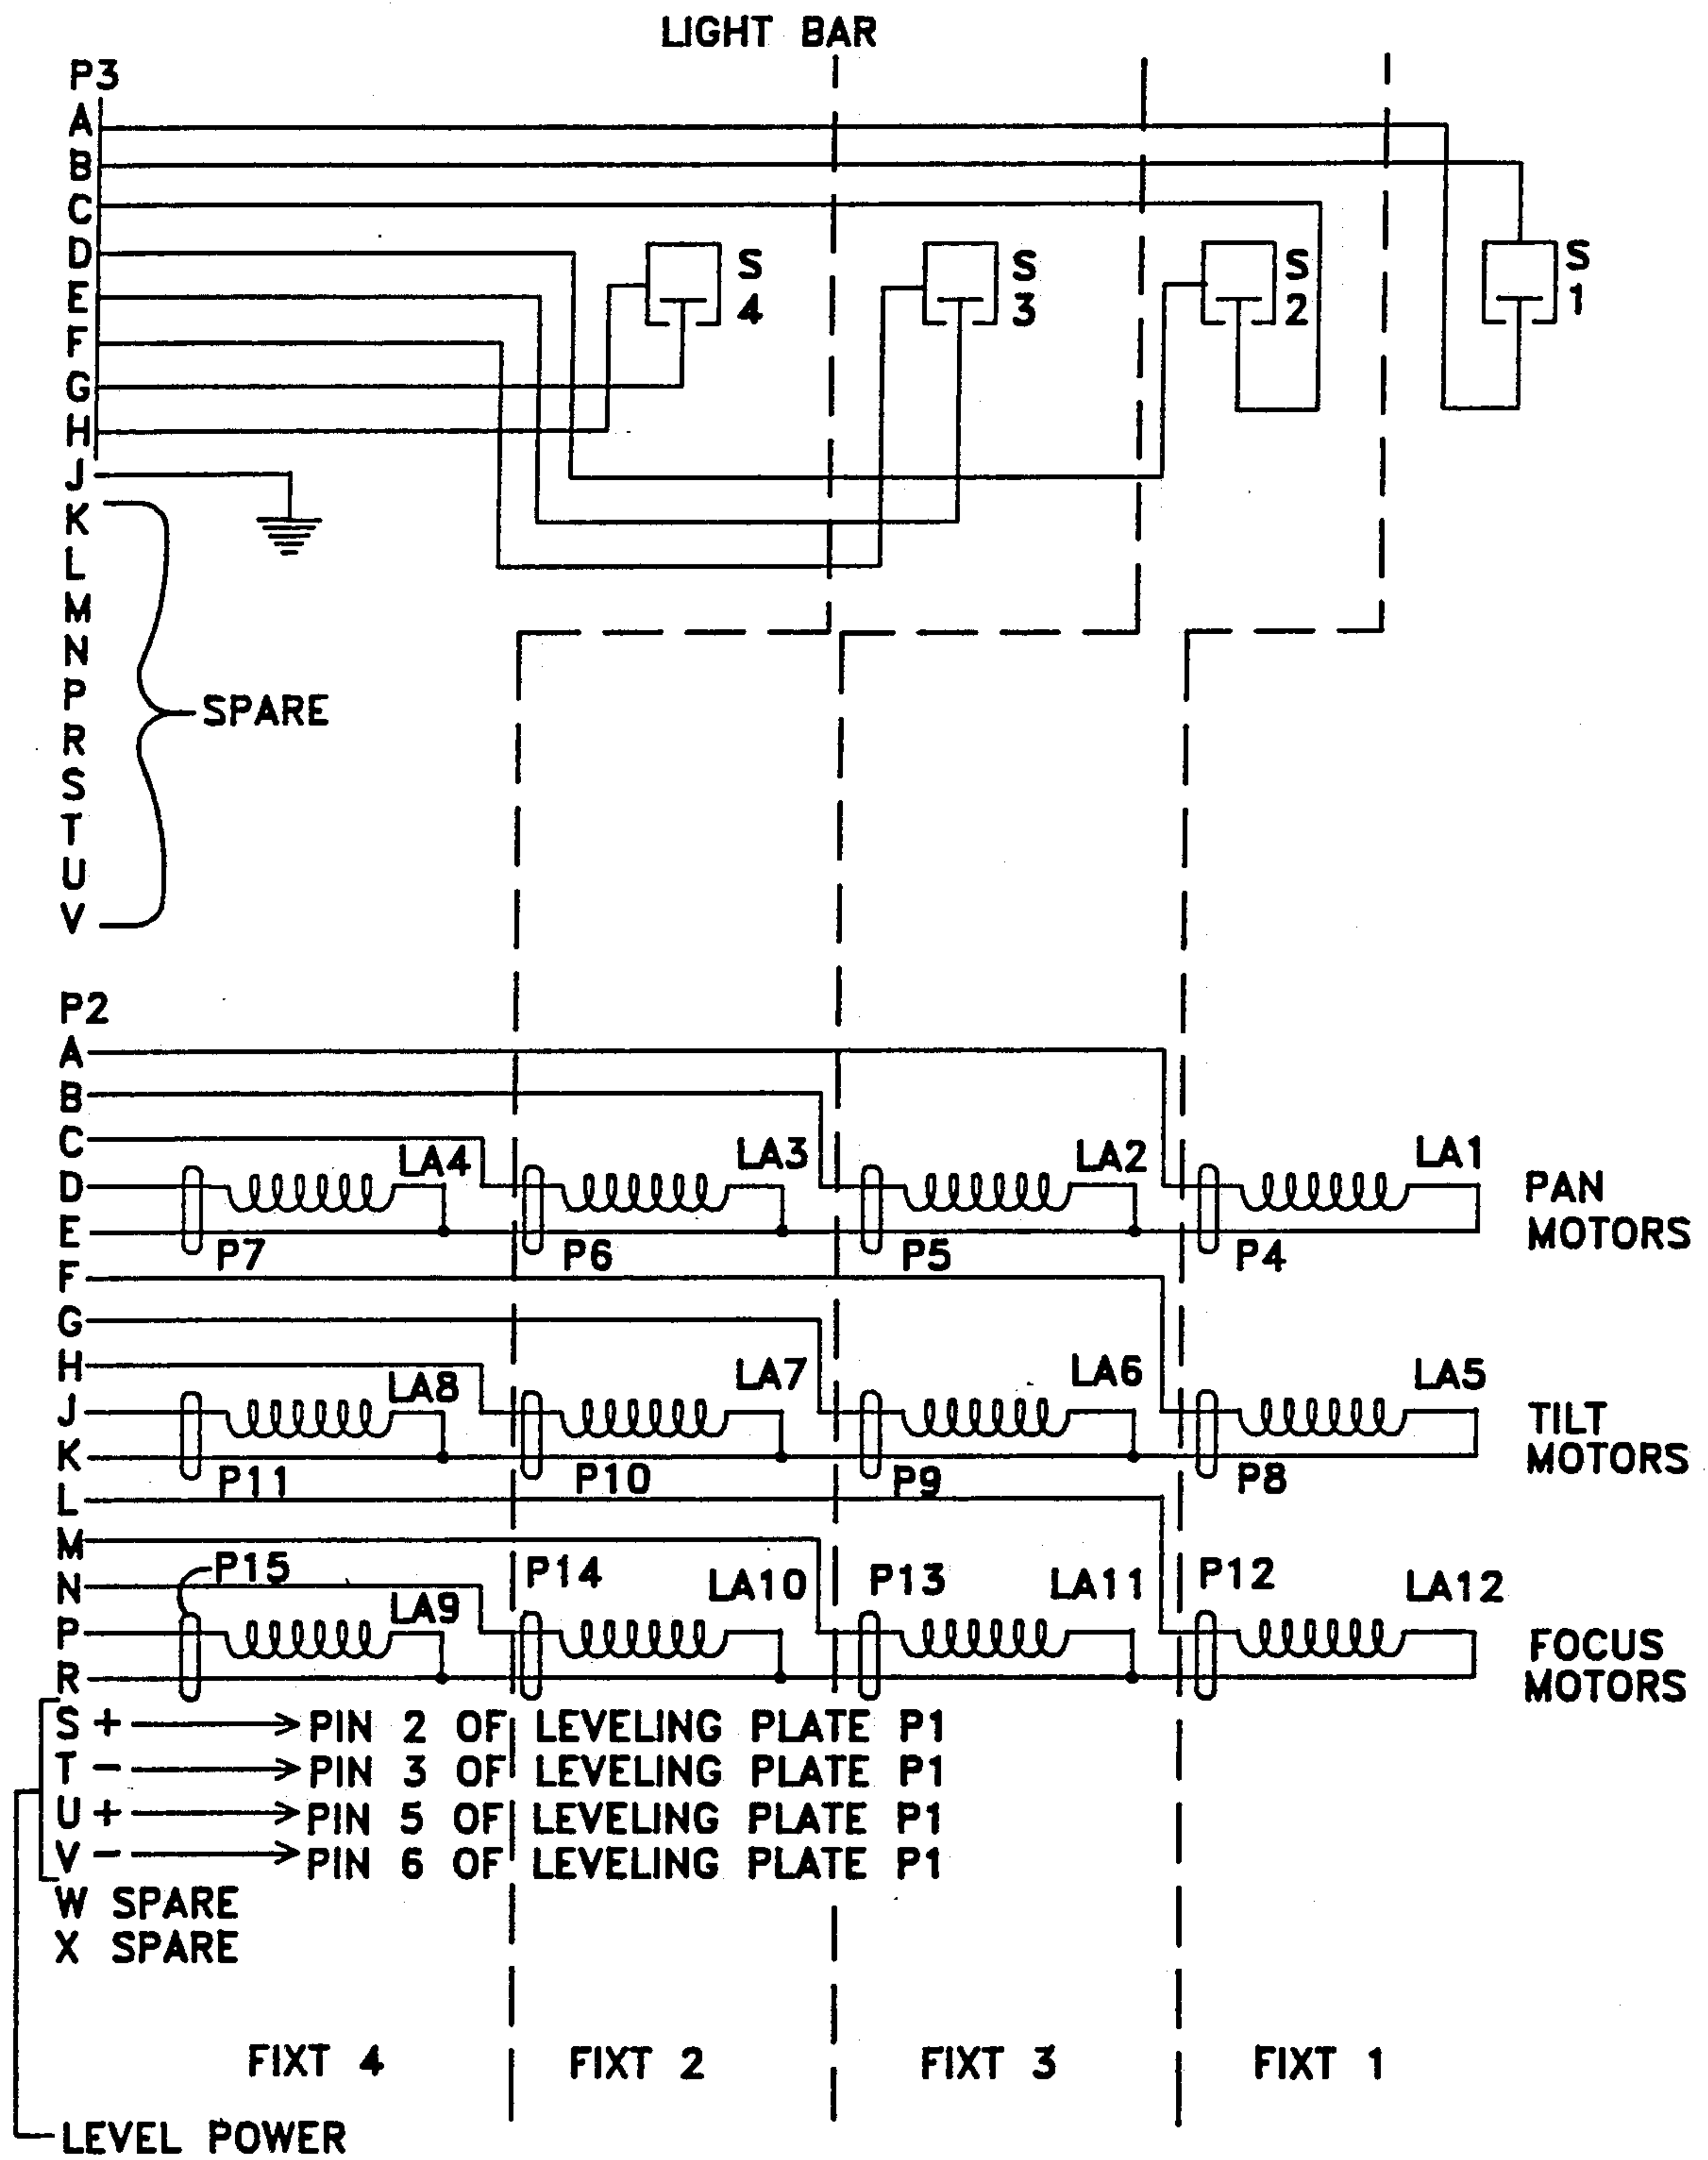 LIGHT BAR
P3
A
B
C
D
E
F
G
H
J
K
L
M
N
P
R
S
T
U
V
S
4
S
3
S
2
S
1
SPARE
P2
A
B
C
D
E
F
G
H
J
K
L
M
N
P
R
LA4
LA3
LA2
LA1
PAN
MOTORS
P7
P6
P5
P4
LA8
LA7
LA6
LA5
TILT
MOTORS
P11
P10
P9
P8
P15
P14
P13
P12
LA9
LA10
LA11
LA12
FOCUS
MOTORS
S + PIN 2 OF LEVELING PLATE P1
T - PIN 3 OF LEVELING PLATE P1
U + PIN 5 OF LEVELING PLATE P1
V - PIN 6 OF LEVELING PLATE P1
W SPARE
X SPARE
FIXT 4
FIXT 2
FIXT 3
FIXT 1
LEVEL POWER